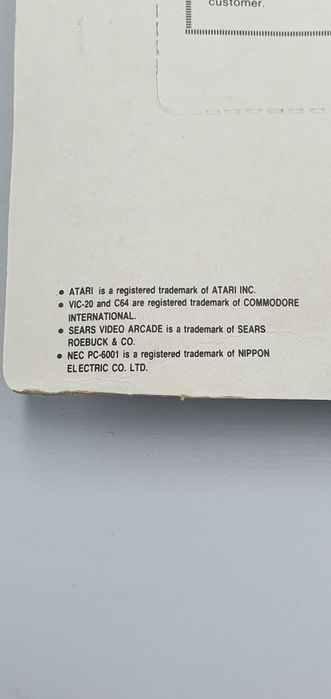 customer.
• ATARI is a registered trademark of ATARI INC.
• VIC-20 and C64 are registered trademark of COMMODORE
INTERNATIONAL.
• SEARS VIDEO ARCADE is a trademark of SEARS
ROEBUCK & CO.
• NEC PC-6001 is a registered trademark of NIPPON
ELECTRIC CO. LTD.